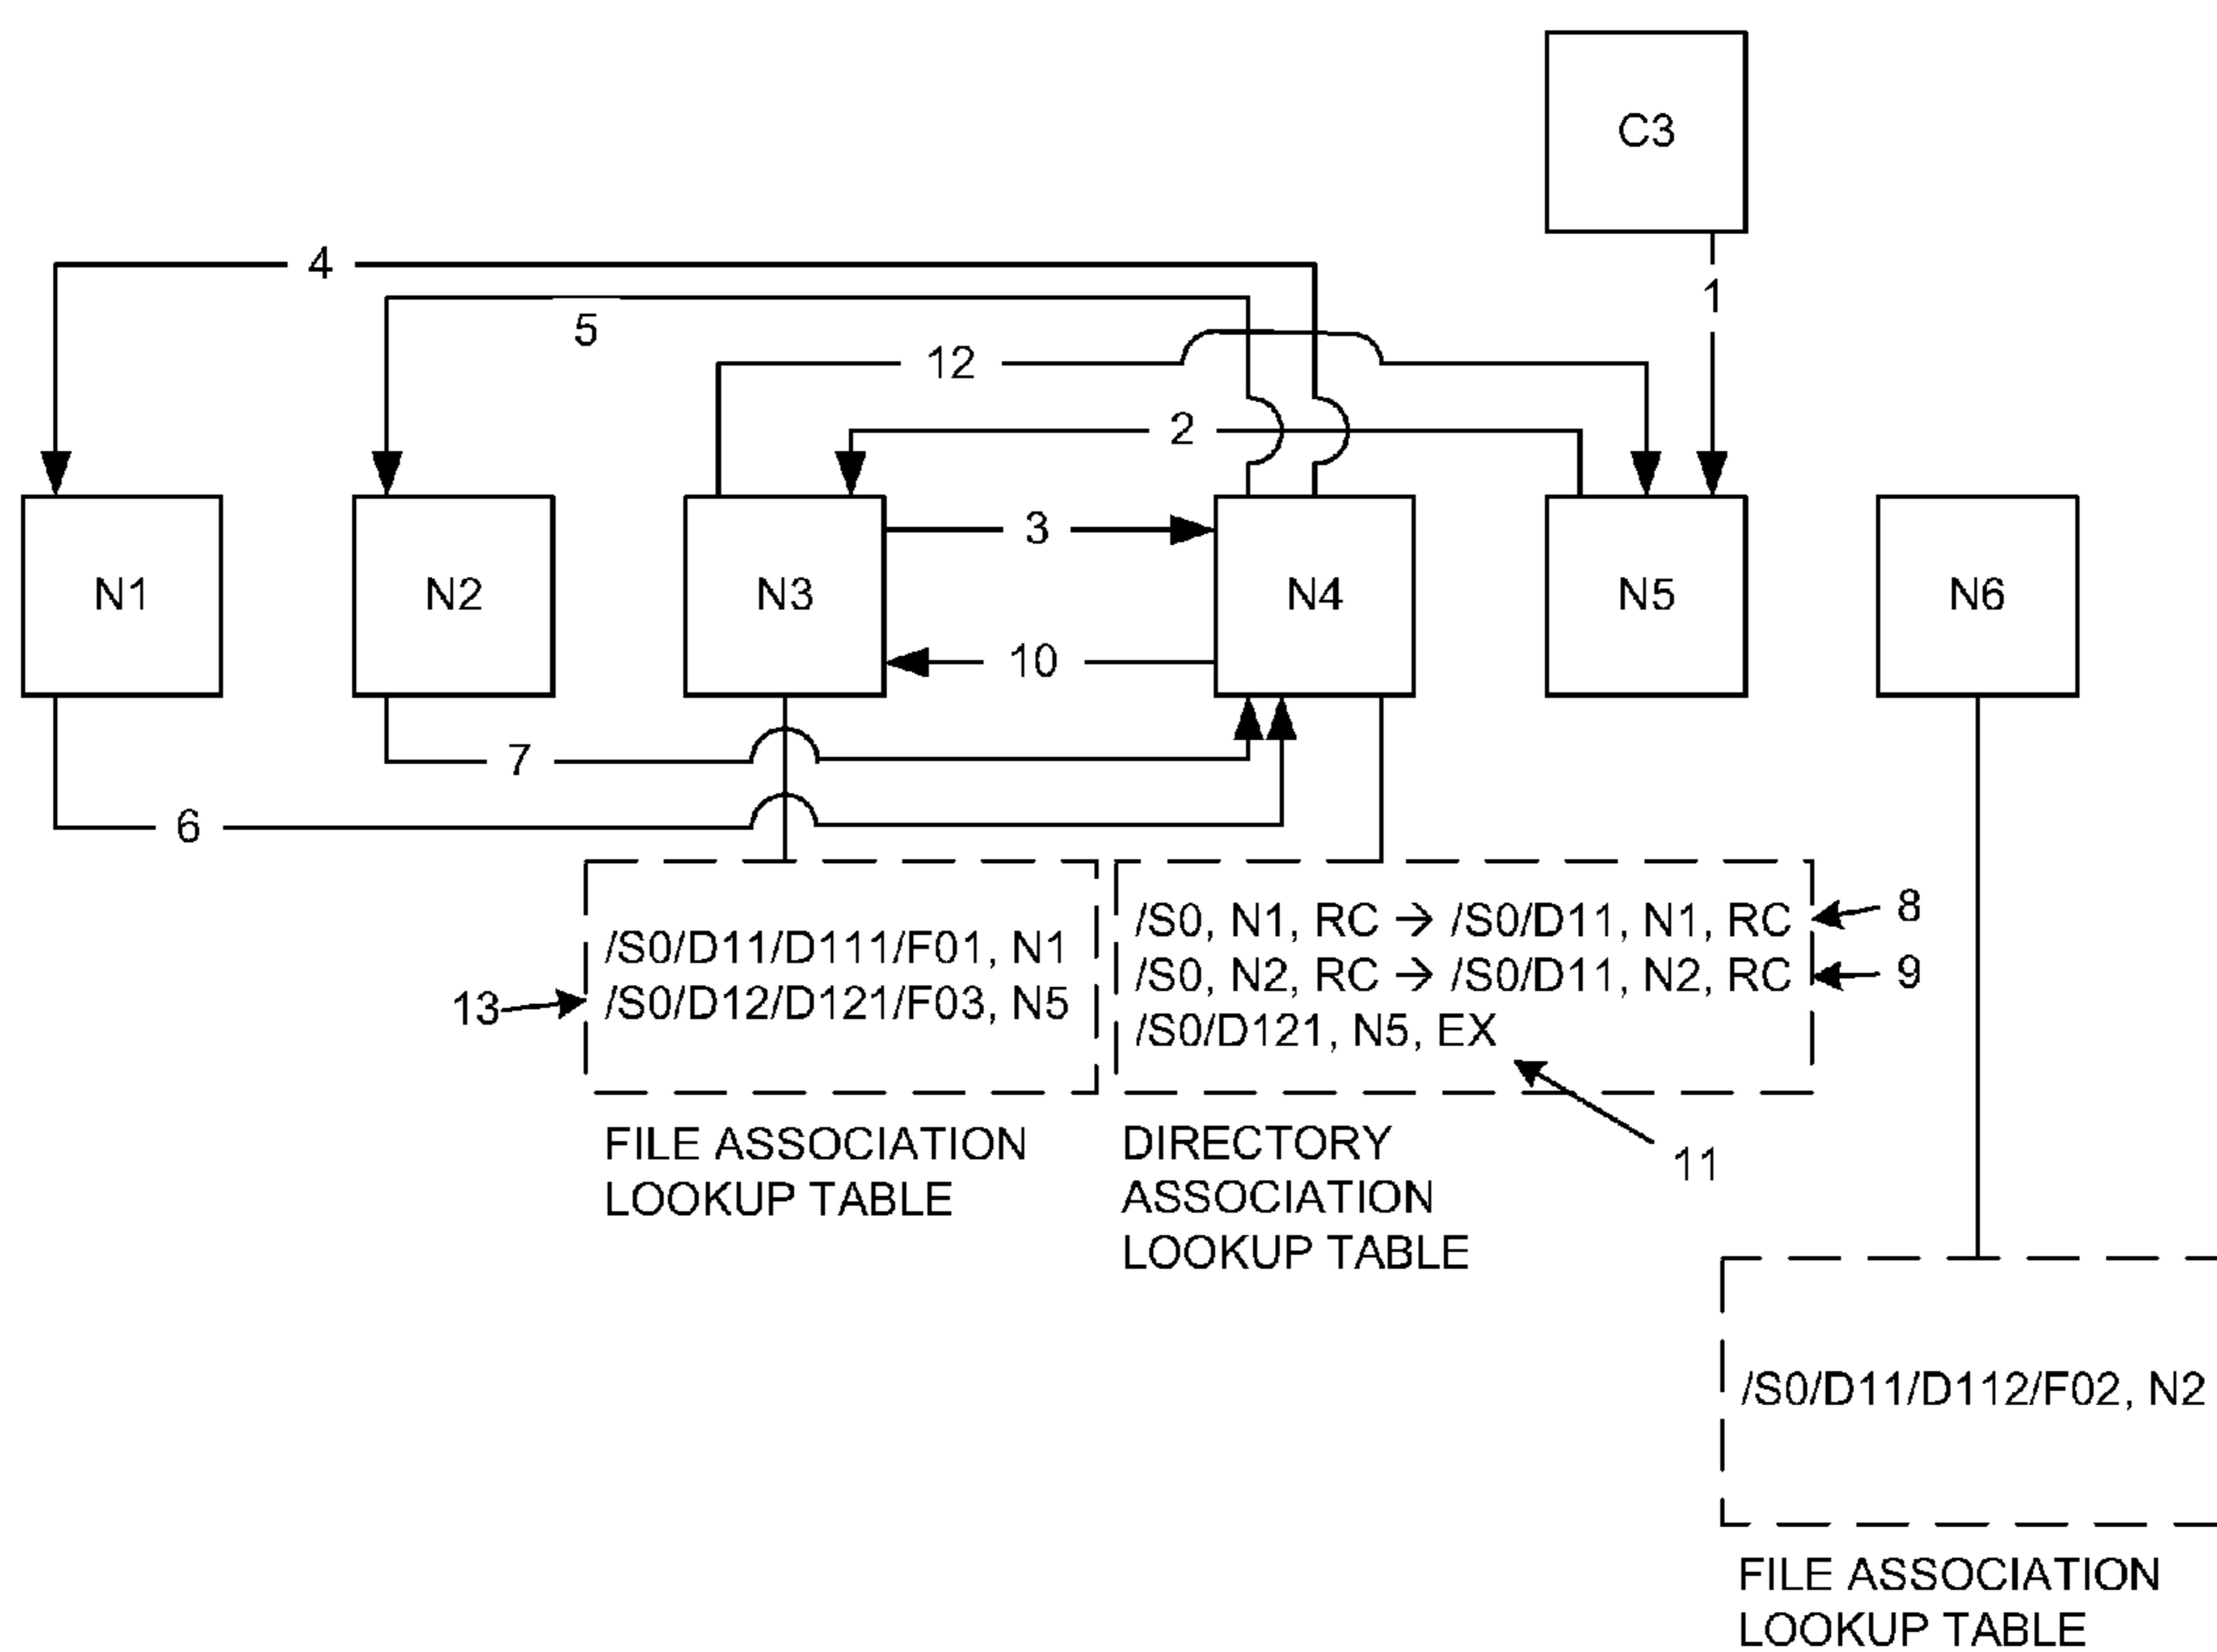 C3
4
1
5
12
2
N1
N2
N3
3
N4
N5
N6
10
7
6
/S0/D11/D111/F01, N1
/S0/D12/D121/F03, N5
13
/S0, N1, RC → /S0/D11, N1, RC
/S0, N2, RC → /S0/D11, N2, RC
/S0/D121, N5, EX
8
9
11
FILE ASSOCIATION
LOOKUP TABLE
DIRECTORY
ASSOCIATION
LOOKUP TABLE
/S0/D11/D112/F02, N2
FILE ASSOCIATION
LOOKUP TABLE